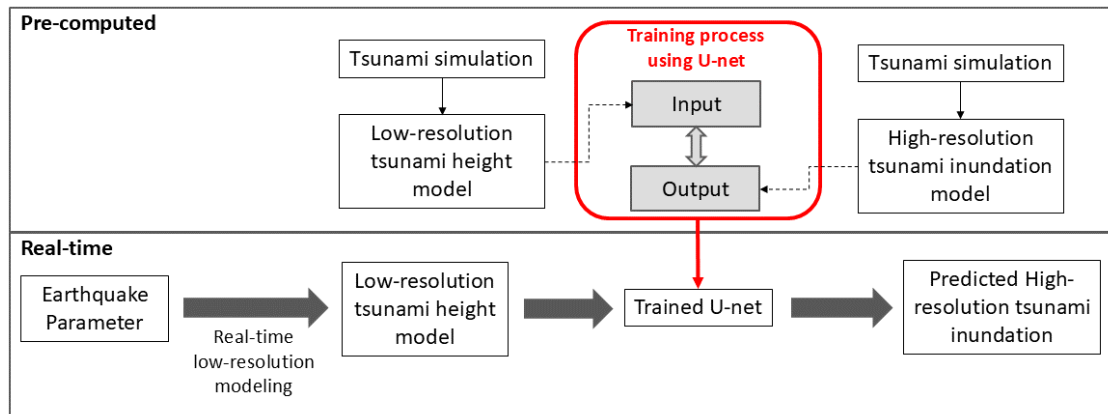 Pre-computed
Tsunami simulation
Low-resolution
tsunami height
model
Training process
using U-net
Input
Output
Tsunami simulation
High-resolution
tsunami inundation
model
Real-time
Earthquake
Parameter
Real-time
low-resolution
modeling
Low-resolution
tsunami height
model
Trained U-net
Predicted High-
resolution tsunami
inundation